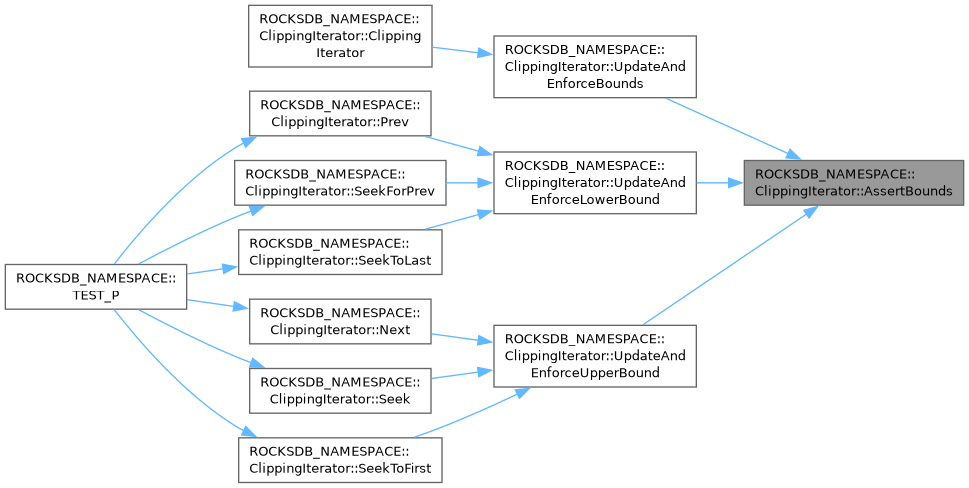 ROCKSDB_NAMESPACE::
ClippingIterator::Clipping
Iterator
ROCKSDB_NAMESPACE::
ClippingIterator::UpdateAnd
EnforceBounds
ROCKSDB_NAMESPACE::
ClippingIterator::Prev
ROCKSDB_NAMESPACE::
ClippingIterator::SeekForPrev
ROCKSDB_NAMESPACE::
ClippingIterator::UpdateAnd
EnforceLowerBound
ROCKSDB_NAMESPACE::
ClippingIterator::AssertBounds
ROCKSDB_NAMESPACE::
ClippingIterator::SeekToLast
ROCKSDB_NAMESPACE::
TEST_P
ROCKSDB_NAMESPACE::
ClippingIterator::Next
ROCKSDB_NAMESPACE::
ClippingIterator::UpdateAnd
EnforceUpperBound
ROCKSDB_NAMESPACE::
ClippingIterator::Seek
ROCKSDB_NAMESPACE::
ClippingIterator::SeekToFirst